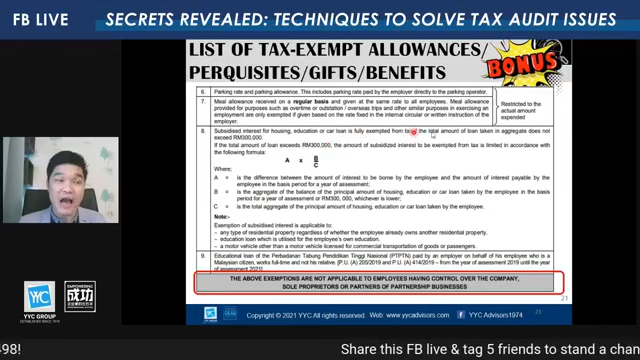 FB LIVE
SECRETS REVEALED: TECHNIQUES TO SOLVE TAX AUDIT ISSUES
LIST OF TAX-EXEMPT ALLOWANCES/
PERQUISITES/GIFTS/BENEFITS
BONUS
6. Parking rate and parking allowance. This includes parking rate paid by the employer directly to the parking operator.
7. Meal allowance received on a regular basis and given at the same rate to all employees. Meal allowance
provided for purposes such as overtime or outstation / overseas trips and other similar purposes in exercising an
employment are only exempted if given based on the rate fixed in the internal circular or written instruction of the
employer.
Restricted to the
actual amount
expended
8. Subsidised interest for housing, education or car loan is fully exempted from tax if the total amount of loan taken in aggregate does not
exceed RM300,000.
If the total amount of loan exceeds RM300,000, the amount of subsidized interest to be exempted from tax is limited in accordance with
the following formula:
A x B
C
Where;
A = is the difference between the amount of interest to be borne by the employee and the amount of interest payable by
the employee in the basis period for a year of assessment;
B = is the aggregate of the balance of the principal amount of housing, education or car loan taken by the employee in the basis
period for a year of assessment or RM300, 000, whichever is lower;
C = is the total aggregate of the principal amount of housing, education or car loan taken by the employee.
Note:-
Exemption of subsidised interest is applicable to:
- any type of residential property regardless of whether the employee already owns another residential property.
- education loan which is utilised for the employee's own education.
- a motor vehicle other than a motor vehicle licensed for commercial transportation of goods or passengers.
9. Educational loan of the Perbadanan Tabung Pendidikan Tinggi Nasional (PTPTN) paid by an employer on behalf of his employee who is a
Malaysian citizen, works full-time and not his relative. [P.U. (A) 205/2019 and P.U. (A) 414/2019 – from the year of assessment 2019 until the year
of assessment 2021]
THE ABOVE EXEMPTIONS ARE NOT APPLICABLE TO EMPLOYEES HAVING CONTROL OVER THE COMPANY,
SOLE PROPRIETORS OR PARTNERS OF PARTNERSHIP BUSINESSES
21
YYC
YYC GROUP
ESTABLISHED SINCE 1974
EMPOWERING
成功
YYC
GROUP
Copyright © 2021 YYC All Rights Reserved. Website: www.yycadvisors.com
YYC Advisors1974
21
498!
Share this FB live & tag 5 friends to stand a chan